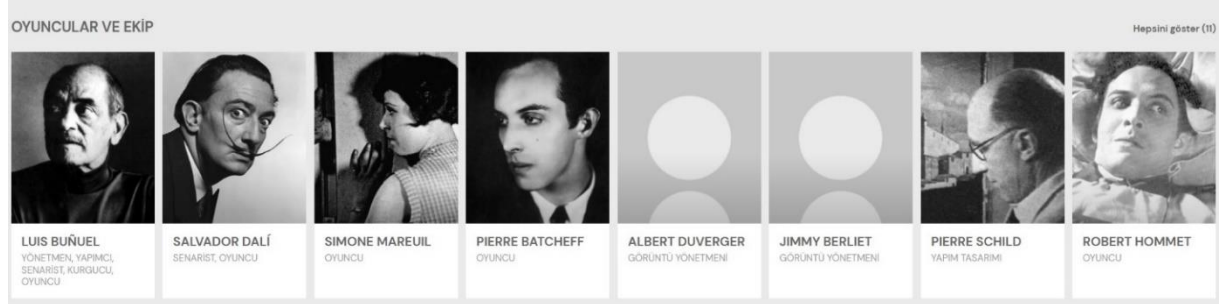 OYUNCULAR VE EKİP
Hepsini göster (11)
LUIS BUÑUEL
YÖNETMEN, YAPIMCI,
SENARİST, KURGUCU,
OYUNCU
SALVADOR DALÍ
SENARİST, OYUNCU
SIMONE MAREUIL
OYUNCU
PIERRE BATCHEFF
OYUNCU
ALBERT DUVERGER
GÖRÜNTÜ YÖNETMENİ
JIMMY BERLIET
GÖRÜNTÜ YÖNETMENİ
PIERRE SCHILD
YAPIM TASARIMI
ROBERT HOMMET
OYUNCU